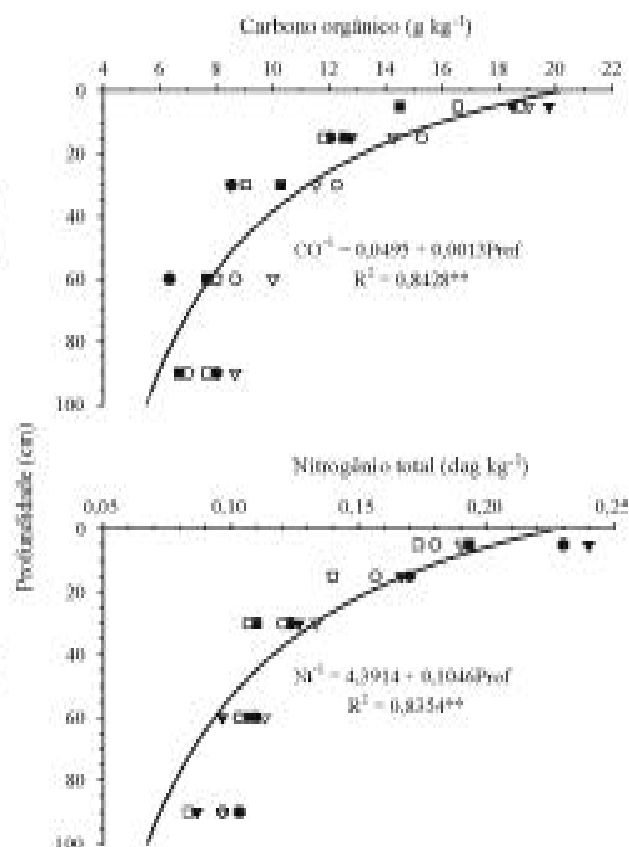 Carbono orgânico (g kg⁻¹)
4 6 8 10 12 14 16 18 20 22
0
20
40
60
80
100
CO⁻¹ = 0,0495 + 0,0013Prof
R² = 0,8428**
Profundidade (cm)
Nitrogênio total (dag kg⁻¹)
0,05 0,10 0,15 0,20 0,25
0
20
40
60
80
100
Nt⁻¹ = 4,3914 + 0,1046Prof
R² = 0,8354**